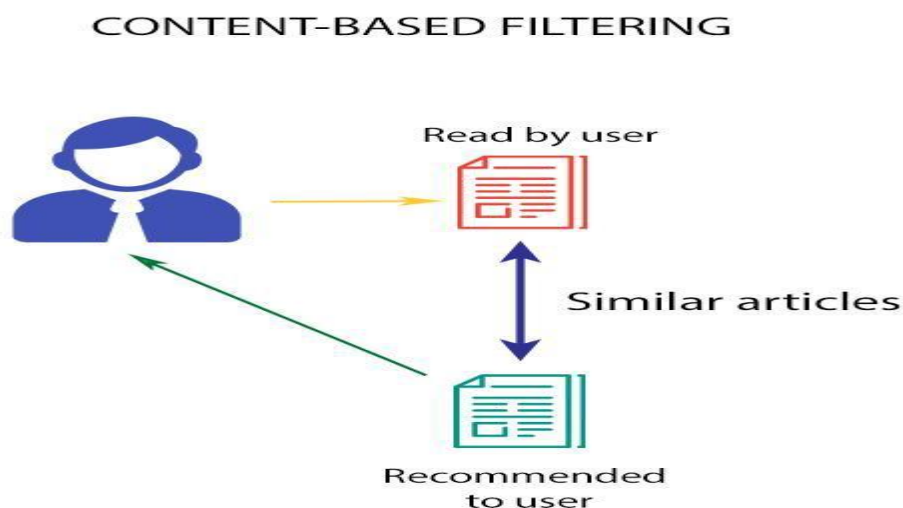 CONTENT-BASED FILTERING
Read by user
Similar articles
Recommended
to user